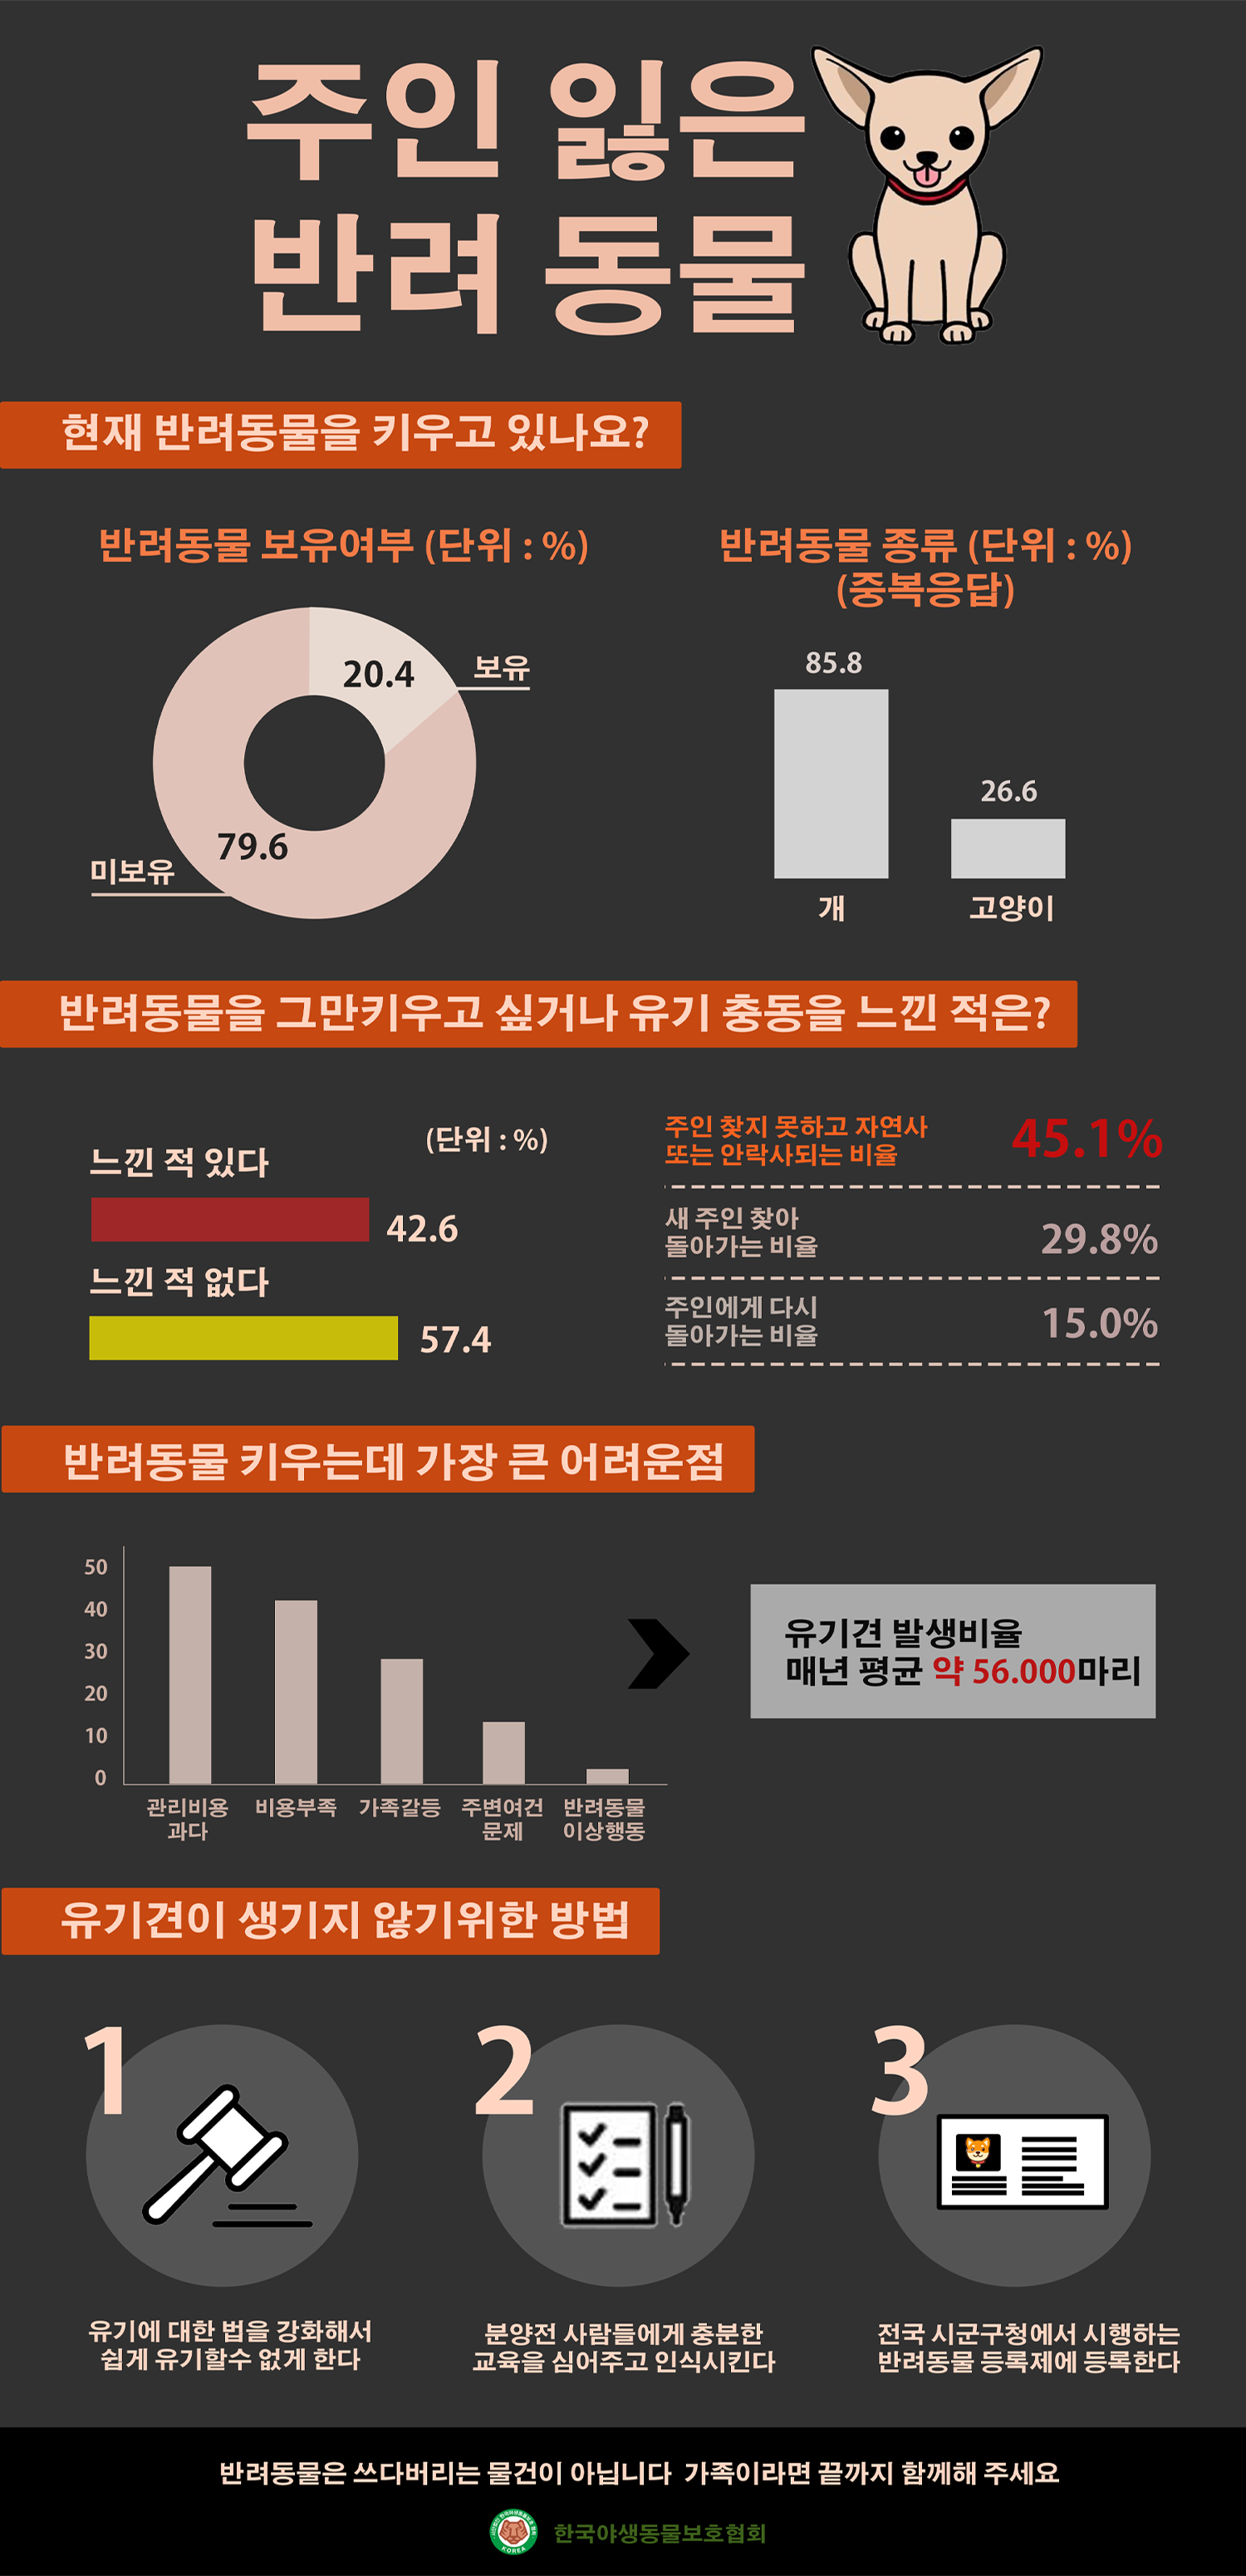 주인 잃은
반려 동물
현재 반려동물을 키우고 있나요?
반려동물 보유여부 (단위 : %)
20.4
보유
79.6
미보유
반려동물 종류 (단위 : %)
(중복응답)
85.8
26.6
개
고양이
반려동물을 그만키우고 싶거나 유기 충동을 느낀 적은?
(단위 : %)
느낀 적 있다
42.6
느낀 적 없다
57.4
주인 찾지 못하고 자연사
또는 안락사되는 비율
45.1%
새 주인 찾아
돌아가는 비율
29.8%
주인에게 다시
돌아가는 비율
15.0%
반려동물 키우는데 가장 큰 어려운점
50
40
30
20
10
0
관리비용
과다
비용부족
가족갈등
주변여건
문제
반려동물
이상행동
유기견 발생비율
매년 평균 약 56.000마리
유기견이 생기지 않기위한 방법
1
유기에 대한 법을 강화해서
쉽게 유기할수 없게 한다
2
분양전 사람들에게 충분한
교육을 심어주고 인식시킨다
3
전국 시군구청에서 시행하는
반려동물 등록제에 등록한다
반려동물은 쓰다버리는 물건이 아닙니다 가족이라면 끝까지 함께해 주세요
KOREA
한국야생동물보호협회